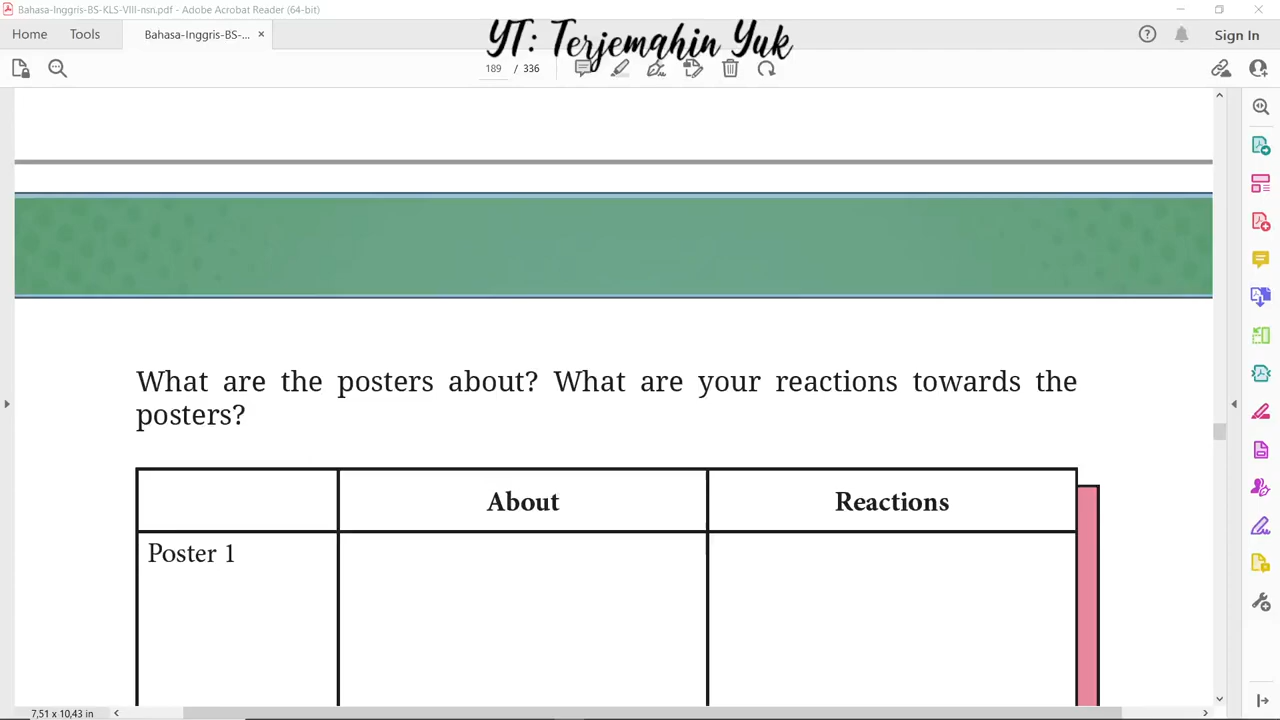 Bahasa-Inggris-BS-KLS-VIII-nsn.pdf - Adobe Acrobat Reader (64-bit)
Home Tools Bahasa-Inggris-BS-... × Sign In
YT: Terjemahin Yuk
189 / 336
What are the posters about? What are your reactions towards the
posters?
About Reactions
Poster 1
7,51 x 10,43 in